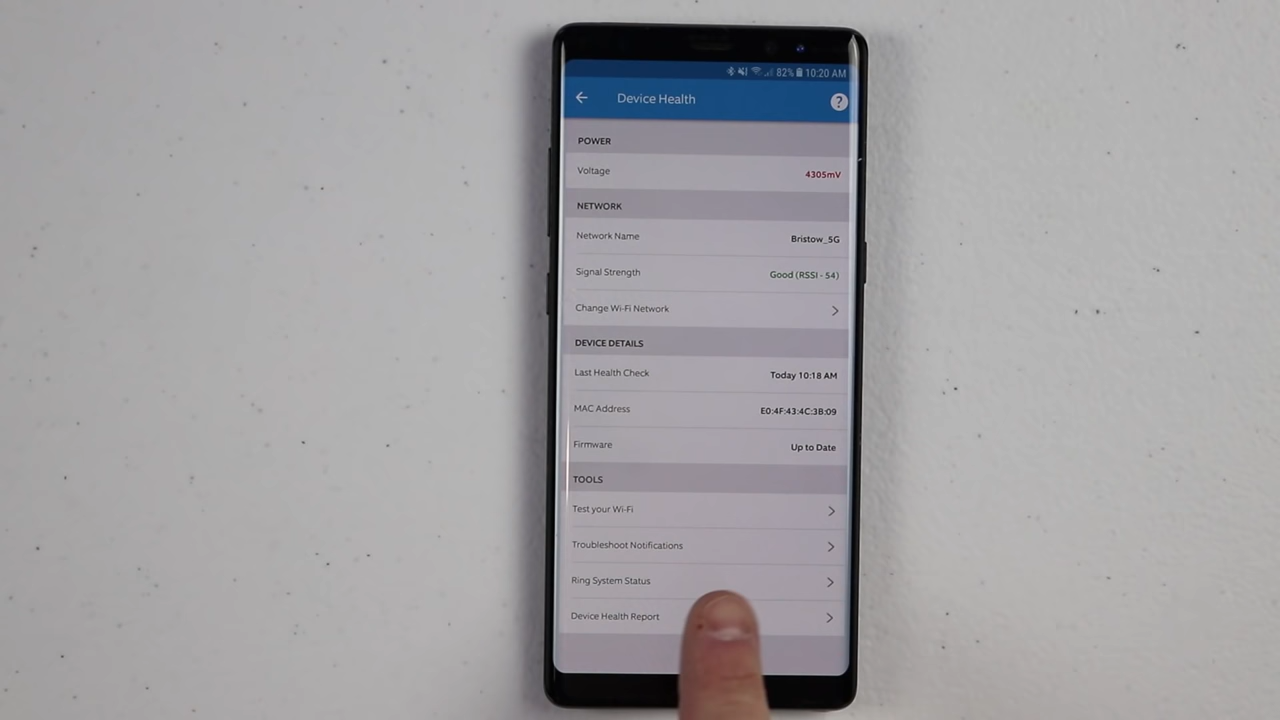 82% 10:20 AM
Device Health ?
POWER
Voltage 4305mV
NETWORK
Network Name Bristow_5G
Signal Strength Good (RSSI - 54)
Change Wi-Fi Network
DEVICE DETAILS
Last Health Check Today 10:18 AM
MAC Address E0:4F:43:4C:3B:09
Firmware Up to Date
TOOLS
Test your Wi-Fi
Troubleshoot Notifications
Ring System Status
Device Health Report